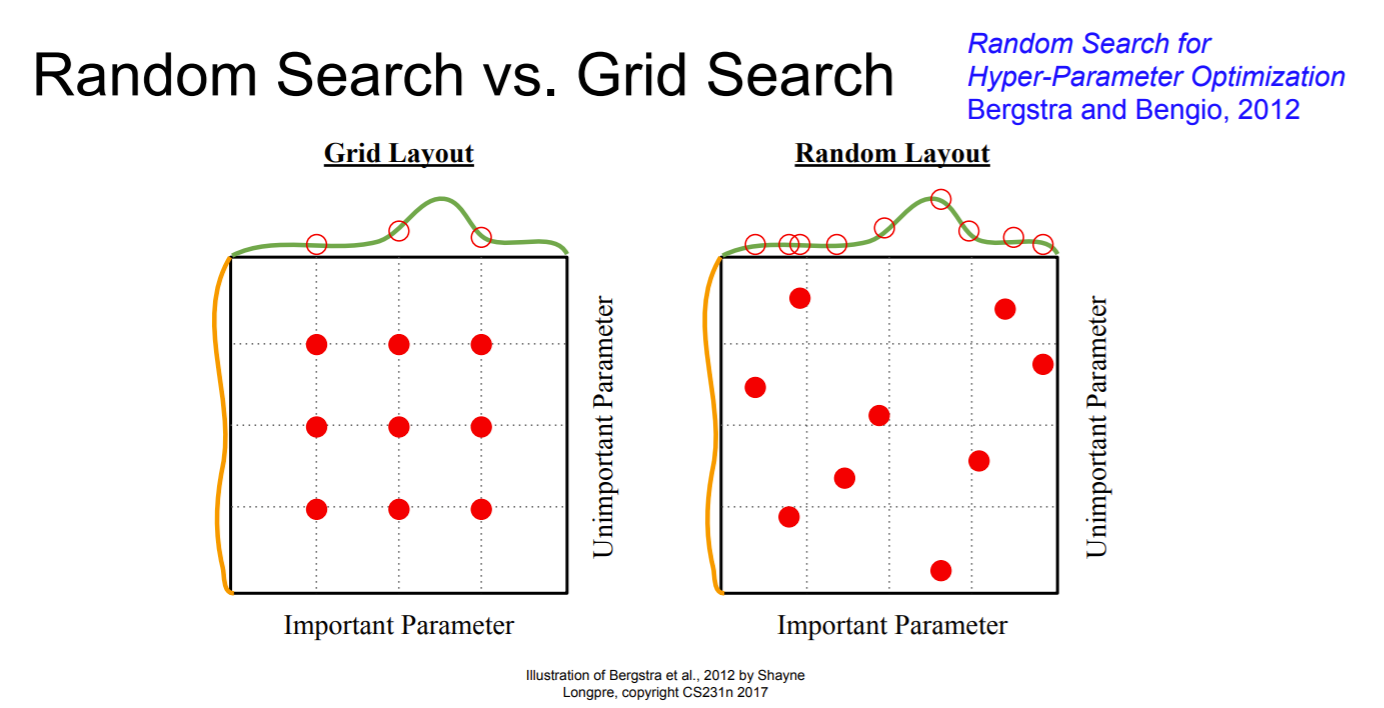 Random Search vs. Grid Search
Random Search for
Hyper-Parameter Optimization
Bergstra and Bengio, 2012
Grid Layout
Random Layout
Unimportant Parameter
Unimportant Parameter
Important Parameter
Important Parameter
Illustration of Bergstra et al., 2012 by Shayne
Longpre, copyright CS231n 2017